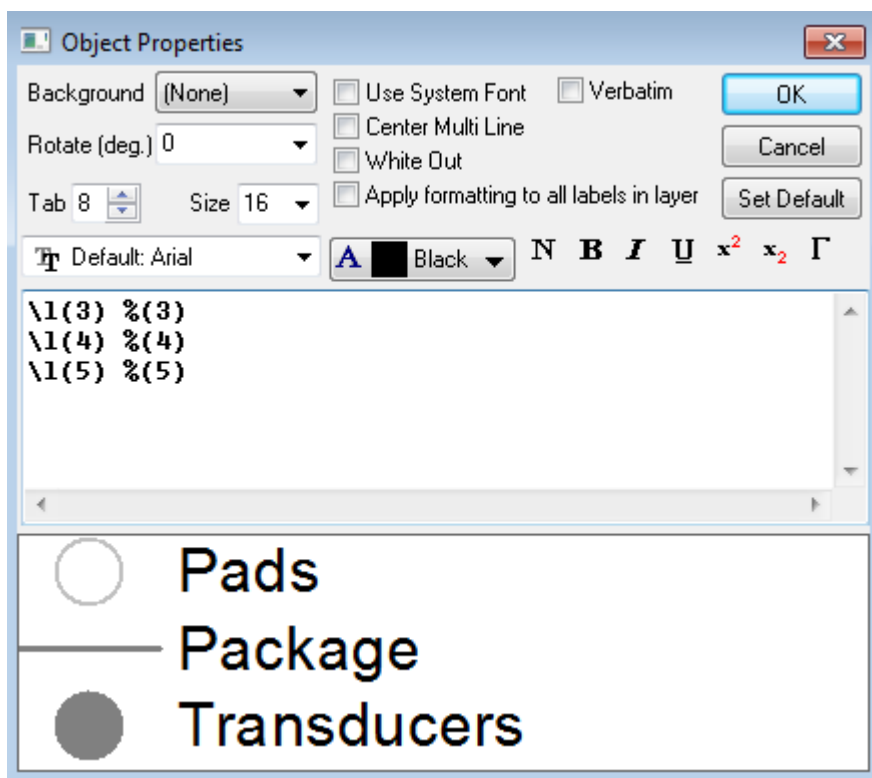 Object Properties
Background (None) Use System Font Verbatim OK
Center Multi Line
Rotate (deg.) 0 White Out Cancel
Tab 8 Size 16 Apply formatting to all labels in layer Set Default
Default: Arial A Black N B I U x² x₂ Γ
\l(3) %(3)
\l(4) %(4)
\l(5) %(5)
Pads
Package
Transducers